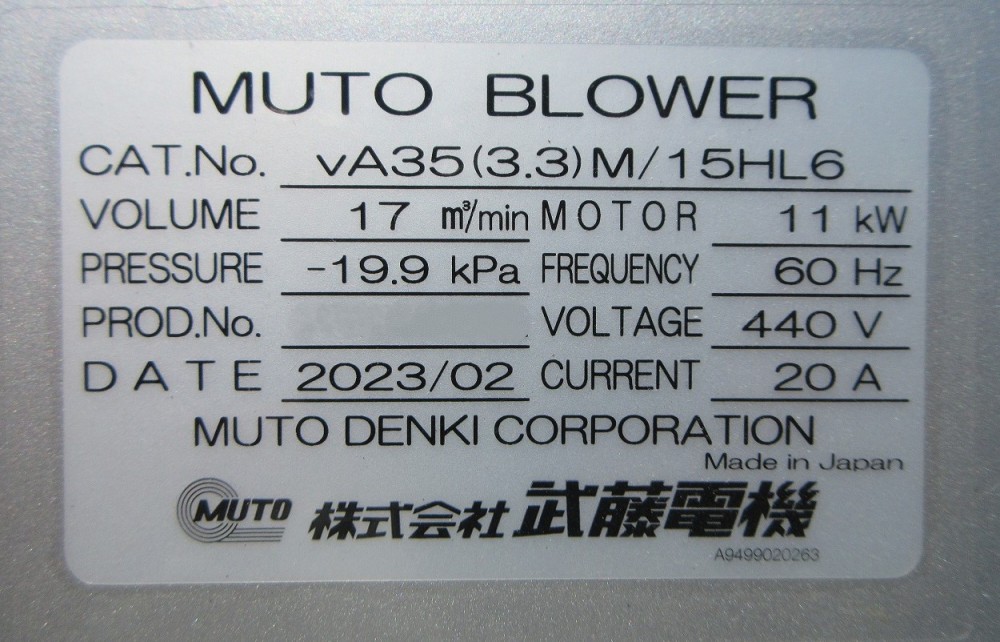 MUTO BLOWER
CAT.No. vA35(3.3)M/15HL6
VOLUME 17 m³/min MOTOR 11 kW
PRESSURE -19.9 kPa FREQUENCY 60 Hz
PROD.No. VOLTAGE 440 V
DATE 2023/02 CURRENT 20 A
MUTO DENKI CORPORATION
Made in Japan
MUTO 株式会社 武藤電機
A9499020263